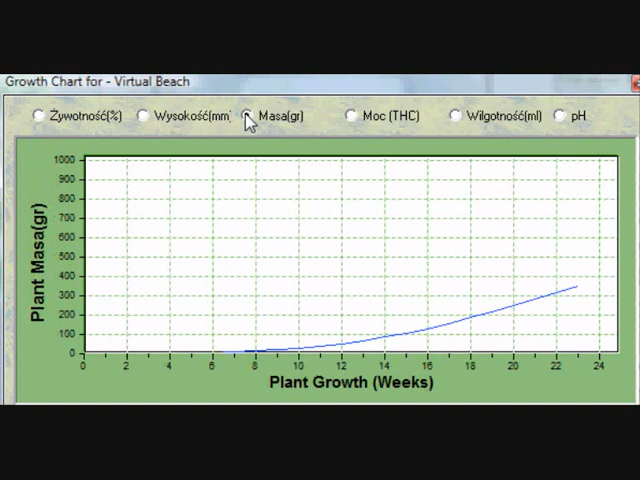 Growth Chart for - Virtual Beach
Żywotność(%) Wysokość(mm) Masa(gr) Moc (THC) Wilgotność(ml) pH
Plant Masa(gr)
1000
900
800
700
600
500
400
300
200
100
0
0 2 4 6 8 10 12 14 16 18 20 22 24
Plant Growth (Weeks)